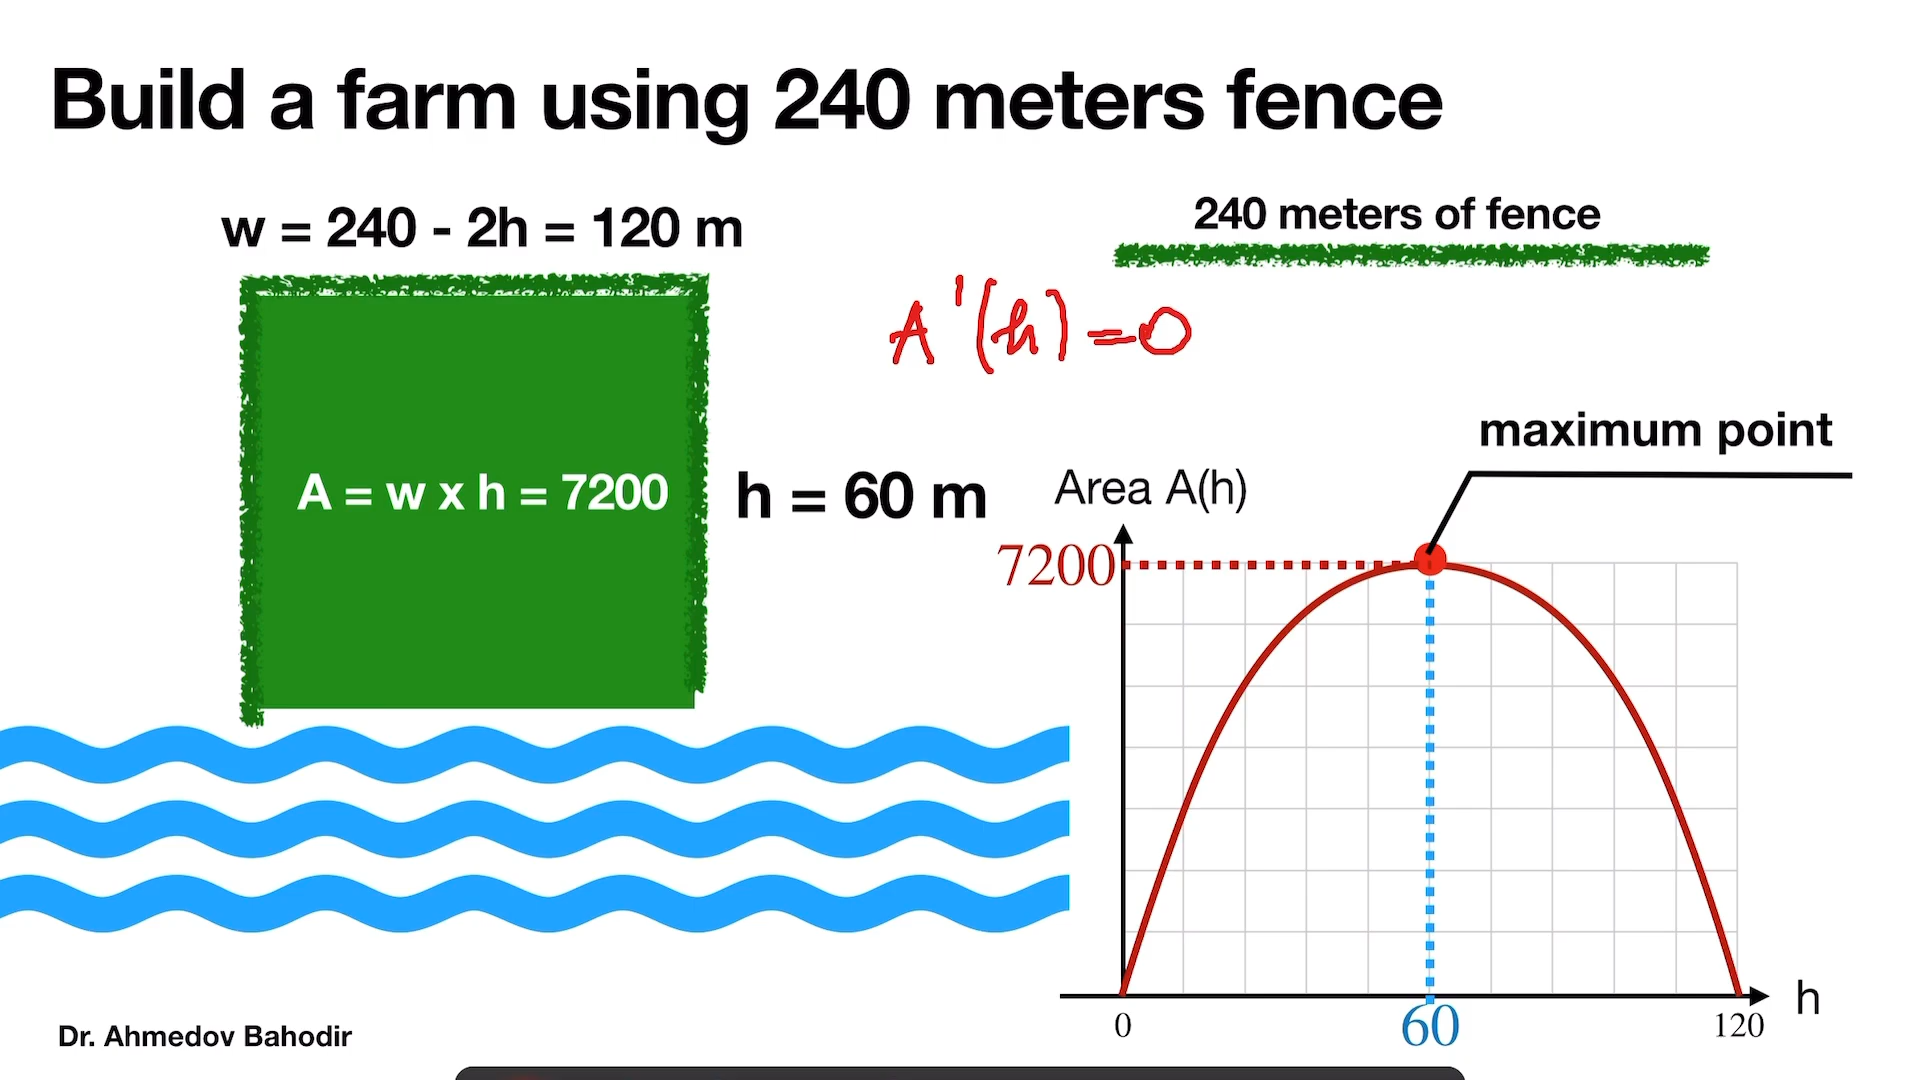 Build a farm using 240 meters fence
w = 240 - 2h = 120 m
240 meters of fence
A'(h) = 0
A = w x h = 7200
h = 60 m
maximum point
Area A(h)
7200
h
0
60
120
Dr. Ahmedov Bahodir